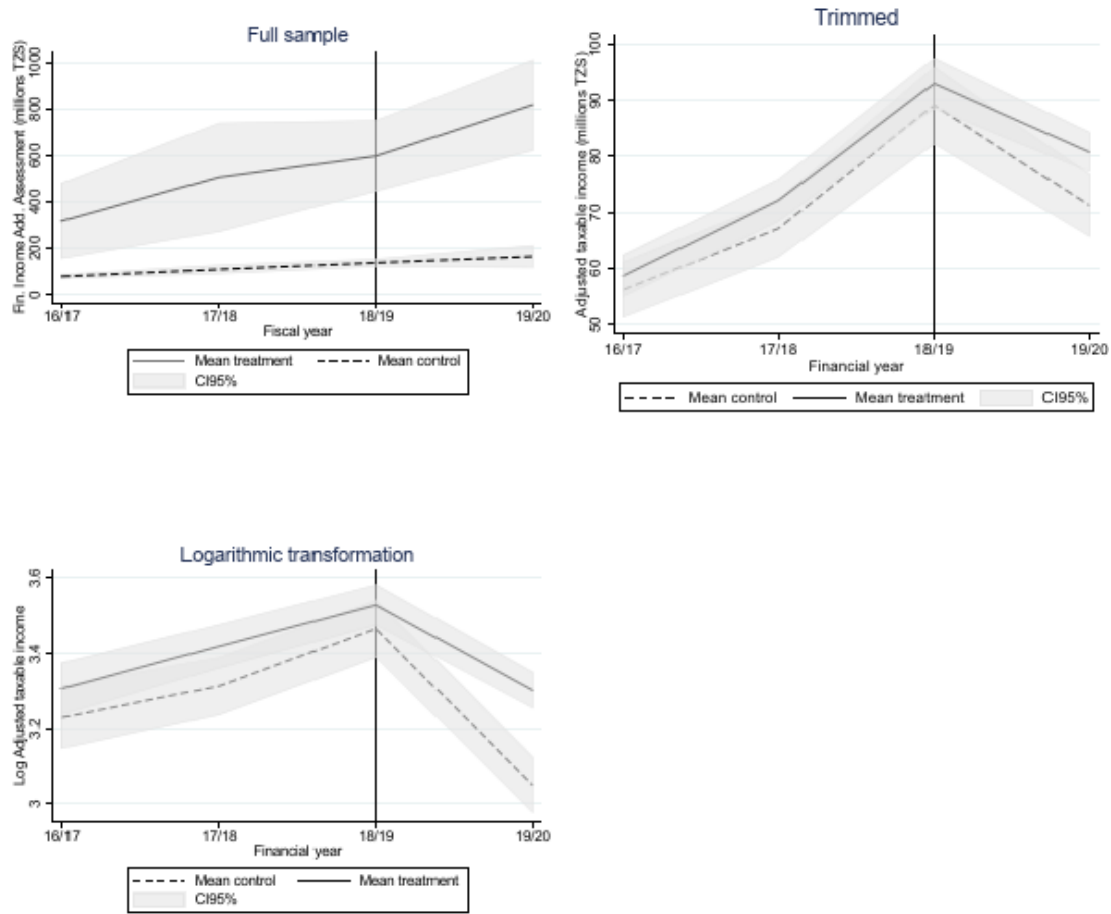 Full sample
Fin. Income Add. Assessment (millions TZS)
1000
800
600
400
200
0
16/17 17/18 18/19 19/20
Fiscal year
Mean treatment Mean control
CI95%
Trimmed
Adjusted taxable income (millions TZS)
100
90
80
70
60
50
16/17 17/18 18/19 19/20
Financial year
Mean control Mean treatment CI95%
Logarithmic transformation
Log Adjusted taxable income
3.6
3.4
3.2
3
16/17 17/18 18/19 19/20
Financial year
Mean control Mean treatment
CI95%